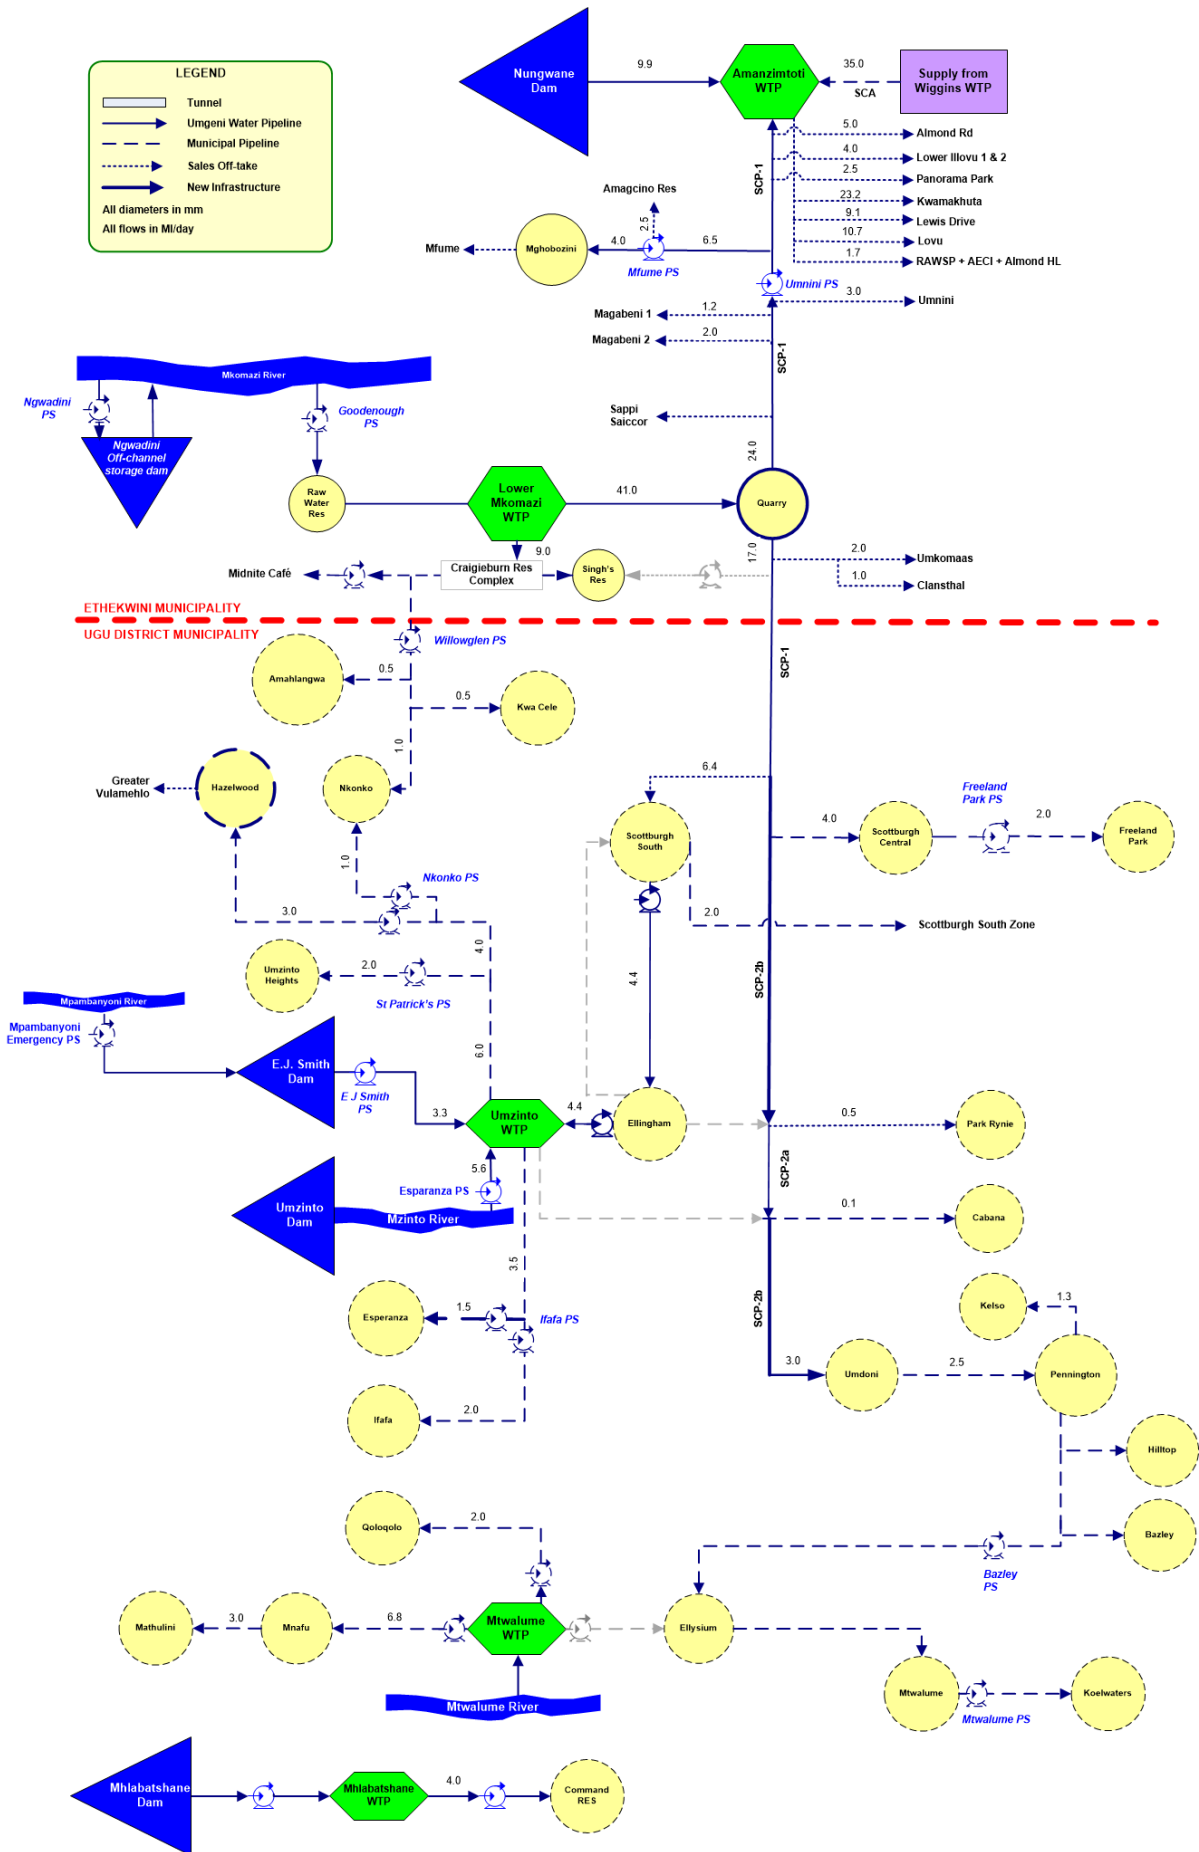 LEGEND
Tunnel
Umgeni Water Pipeline
Municipal Pipeline
Sales Off-take
New Infrastructure
All diameters in mm
All flows in Ml/day
Nungwane
Dam
9.9
Amanzimtoti
WTP
35.0
SCA
Supply from
Wiggins WTP
5.0
Almond Rd
4.0
Lower Illovu 1 & 2
2.5
Panorama Park
23.2
Kwamakhuta
9.1
Lewis Drive
10.7
Lovu
1.7
RAWSP + AECI + Almond HL
SCP-1
Amagcino Res
2.5
Mfume
Mghobozini
4.0
6.5
Mfume PS
Umnini PS
3.0
Umnini
Magabeni 1
1.2
Magabeni 2
2.0
SCP-1
Mkomazi River
Ngwadini
PS
Goodenough
PS
Sappi
Saiccor
Ngwadini
Off-channel
storage dam
24.0
Raw
Water
Res
Lower
Mkomazi
WTP
41.0
Quarry
17.0
9.0
Midnite Café
Craigieburn Res
Complex
Singh's
Res
2.0
Umkomaas
1.0
Clansthal
ETHEKWINI MUNICIPALITY
UGU DISTRICT MUNICIPALITY
Willowglen PS
SCP-1
Amahlangwa
0.5
0.5
Kwa Cele
1.0
Greater
Vulamehlo
Hazelwood
Nkonko
6.4
Freeland
Park PS
Scottburgh
South
4.0
Scottburgh
Central
2.0
Freeland
Park
1.0
Nkonko PS
3.0
4.0
2.0
Scottburgh South Zone
Umzinto
Heights
2.0
St Patrick's PS
4.4
SCP-2b
Mpambanyoni River
Mpambanyoni
Emergency PS
6.0
E.J. Smith
Dam
E J Smith
PS
3.3
Umzinto
WTP
4.4
Ellingham
0.5
Park Rynie
SCP-2a
5.6
Esparanza PS
Umzinto
Dam
Mzinto River
0.1
Cabana
3.5
SCP-2b
Kelso
1.3
Esperanza
1.5
Ifafa PS
3.0
Umdoni
2.5
Pennington
Ifafa
2.0
Hilltop
Qoloqolo
2.0
Bazley
Bazley
PS
Mathulini
3.0
Mnafu
6.8
Mtwalume
WTP
Ellysium
Mtwalume River
Mtwalume
Mtwalume PS
Koelwaters
Mhlabatshane
Dam
Mhlabatshane
WTP
4.0
Command
RES